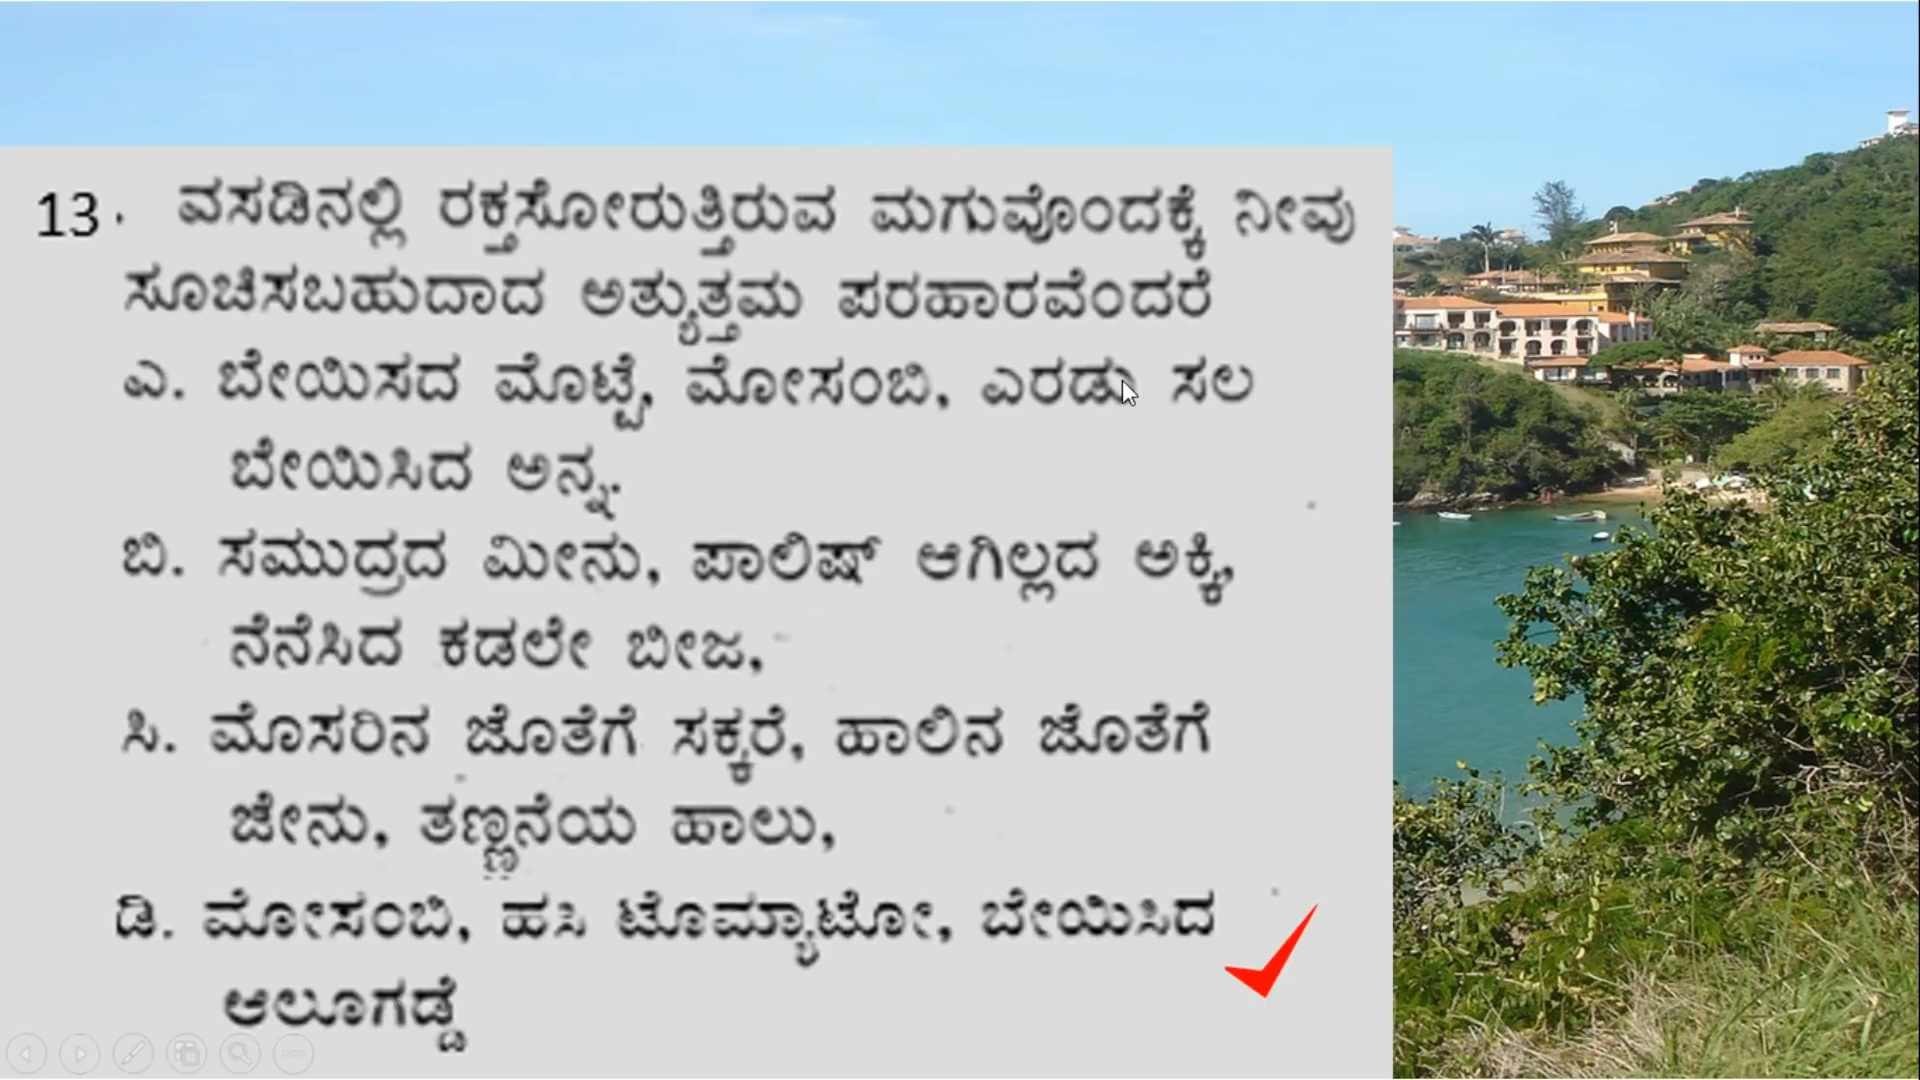 13. ವಸಡಿನಲ್ಲಿ ರಕ್ತಸೋರುತ್ತಿರುವ ಮಗುವೊಂದಕ್ಕೆ ನೀವು
ಸೂಚಿಸಬಹುದಾದ ಅತ್ಯುತ್ತಮ ಪರಹಾರವೆಂದರೆ
ಎ. ಬೇಯಿಸದ ಮೊಟ್ಟೆ, ಮೋಸಂಬಿ, ಎರಡು ಸಲ
ಬೇಯಿಸಿದ ಅನ್ನ.
ಬಿ. ಸಮುದ್ರದ ಮೀನು, ಪಾಲಿಷ್ ಆಗಿಲ್ಲದ ಅಕ್ಕಿ,
ನೆನೆಸಿದ ಕಡಲೇ ಬೀಜ,
ಸಿ. ಮೊಸರಿನ ಜೊತೆಗೆ ಸಕ್ಕರೆ, ಹಾಲಿನ ಜೊತೆಗೆ
ಜೇನು, ತಣ್ಣನೆಯ ಹಾಲು,
ಡಿ. ಮೋಸಂಬಿ, ಹಸಿ ಟೊಮ್ಯಾಟೋ, ಬೇಯಿಸಿದ
ಆಲೂಗಡ್ಡೆ